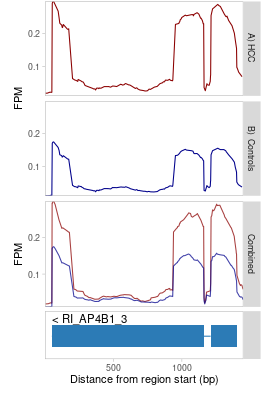 0.2
0.1
A) HCC
FPM
0.2
0.1
B) Controls
0.2
0.1
Combined
FPM
< RI_AP4B1_3
500
1000
Distance from region start (bp)